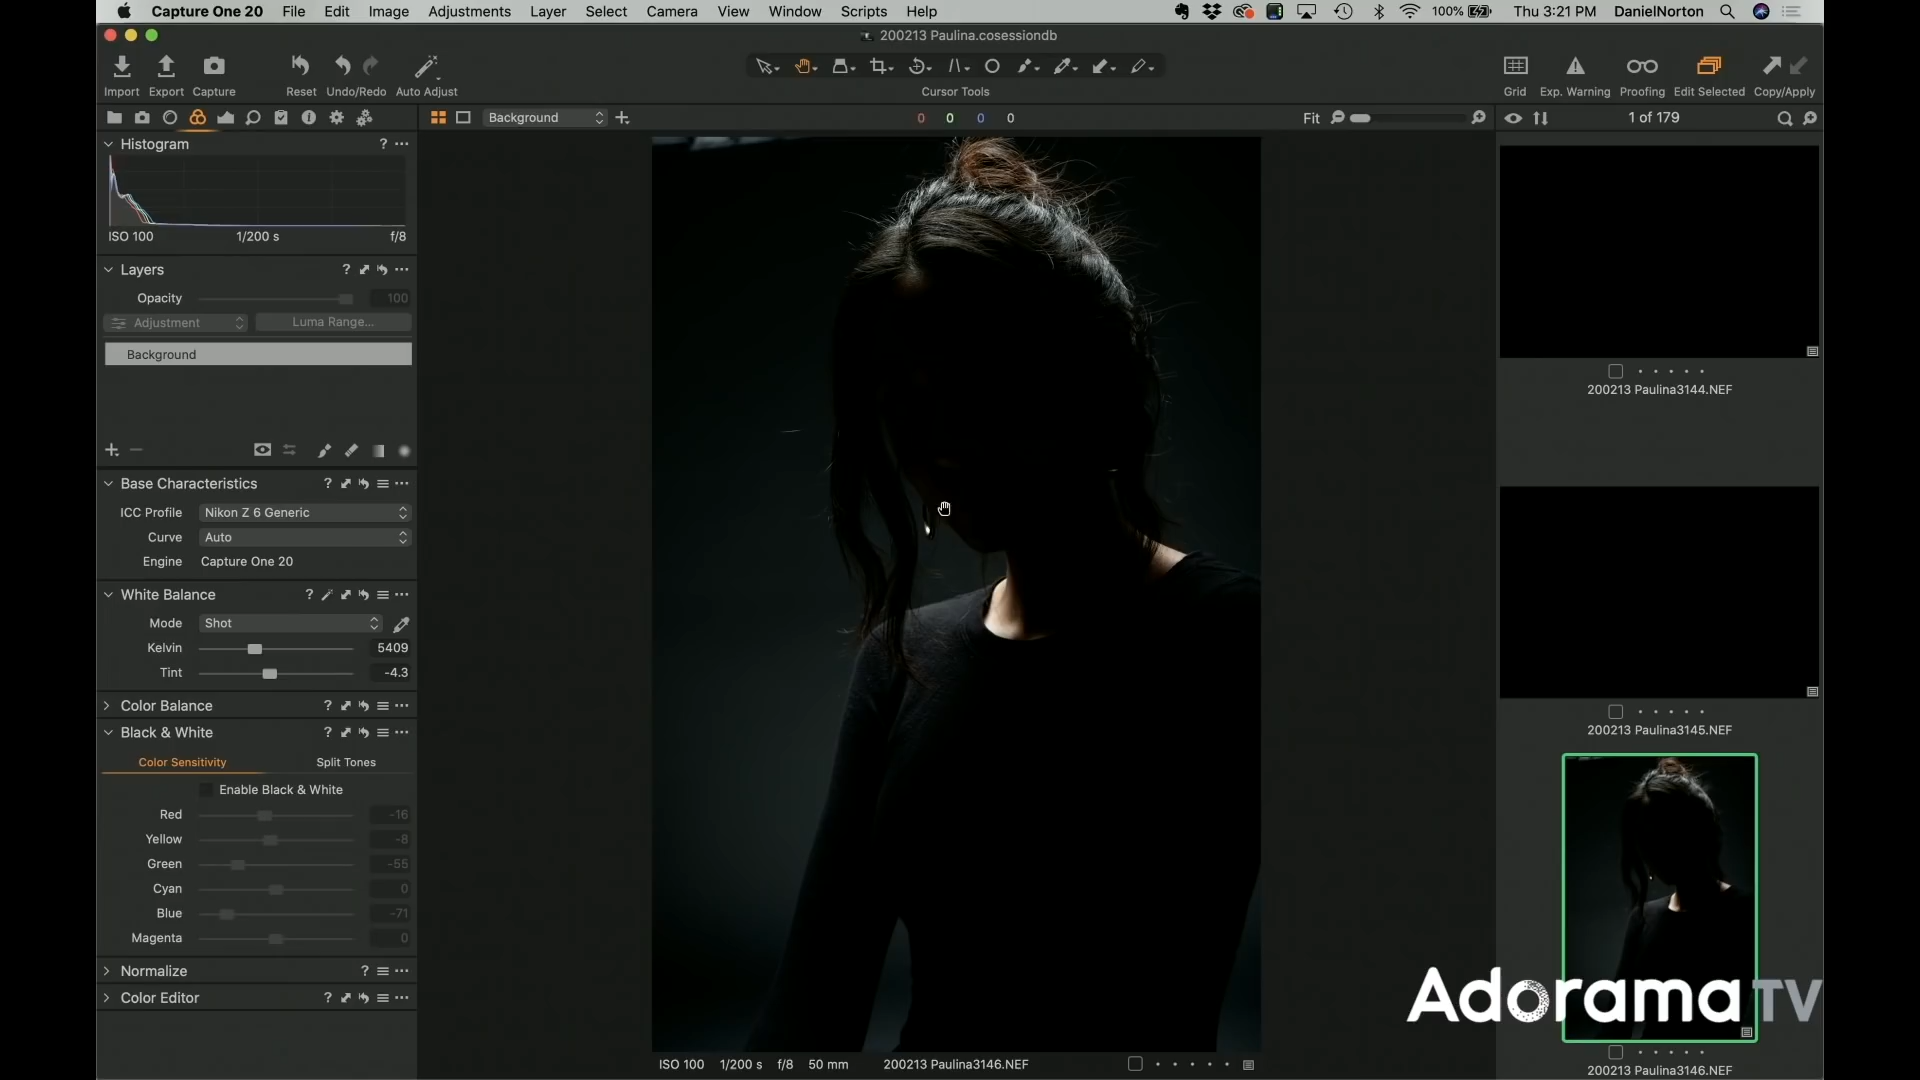 Capture One 20 File Edit Image Adjustments Layer Select Camera View Window Scripts Help 100% Thu 3:21 PM DanielNorton
200213 Paulina.cosessiondb
Import Export Capture Reset Undo/Redo Auto Adjust Cursor Tools Grid Exp. Warning Proofing Edit Selected Copy/Apply
Background 0 0 0 0 Fit 1 of 179
Histogram ?
ISO 100 1/200 s f/8
Layers ?
Opacity 100
Adjustment Luma Range...
Background
Base Characteristics ?
ICC Profile Nikon Z 6 Generic
Curve Auto
Engine Capture One 20
White Balance ?
Mode Shot
Kelvin 5409
Tint -4.3
Color Balance ?
Black & White ?
Color Sensitivity Split Tones
Enable Black & White
Red -16
Yellow -8
Green -55
Cyan 0
Blue -71
Magenta 0
Normalize ?
Color Editor ?
ISO 100 1/200 s f/8 50 mm 200213 Paulina3146.NEF
200213 Paulina3144.NEF
200213 Paulina3145.NEF
Adorama TV
200213 Paulina3146.NEF